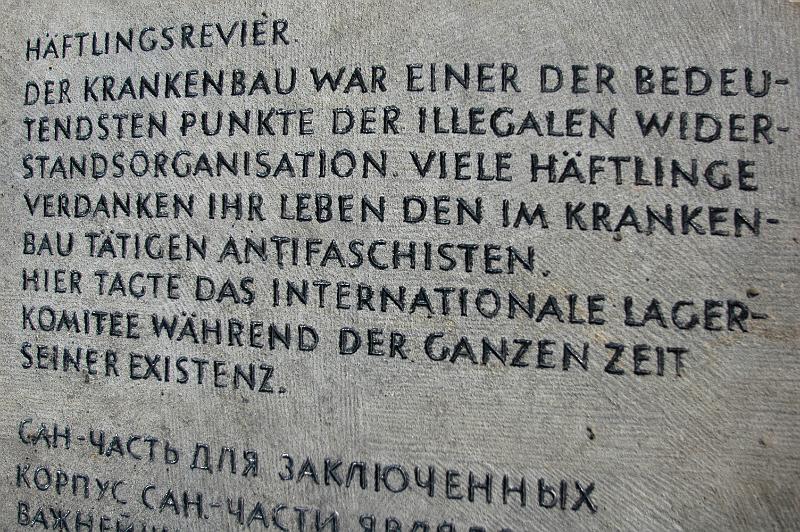 HÄFTLINGSREVIER.
DER KRANKENBAU WAR EINER DER BEDEU-
TENDSTEN PUNKTE DER ILLEGALEN WIDER-
STANDSORGANISATION. VIELE HÄFTLINGE
VERDANKEN IHR LEBEN DEN IM KRANKEN-
BAU TÄTIGEN ANTIFASCHISTEN.
HIER TAGTE DAS INTERNATIONALE LAGER-
KOMITEE WÄHREND DER GANZEN ZEIT
SEINER EXISTENZ.
САН-ЧАСТЬ ДЛЯ ЗАКЛЮЧЕННЫХ
КОРПУС САН.-ЧАСТИ